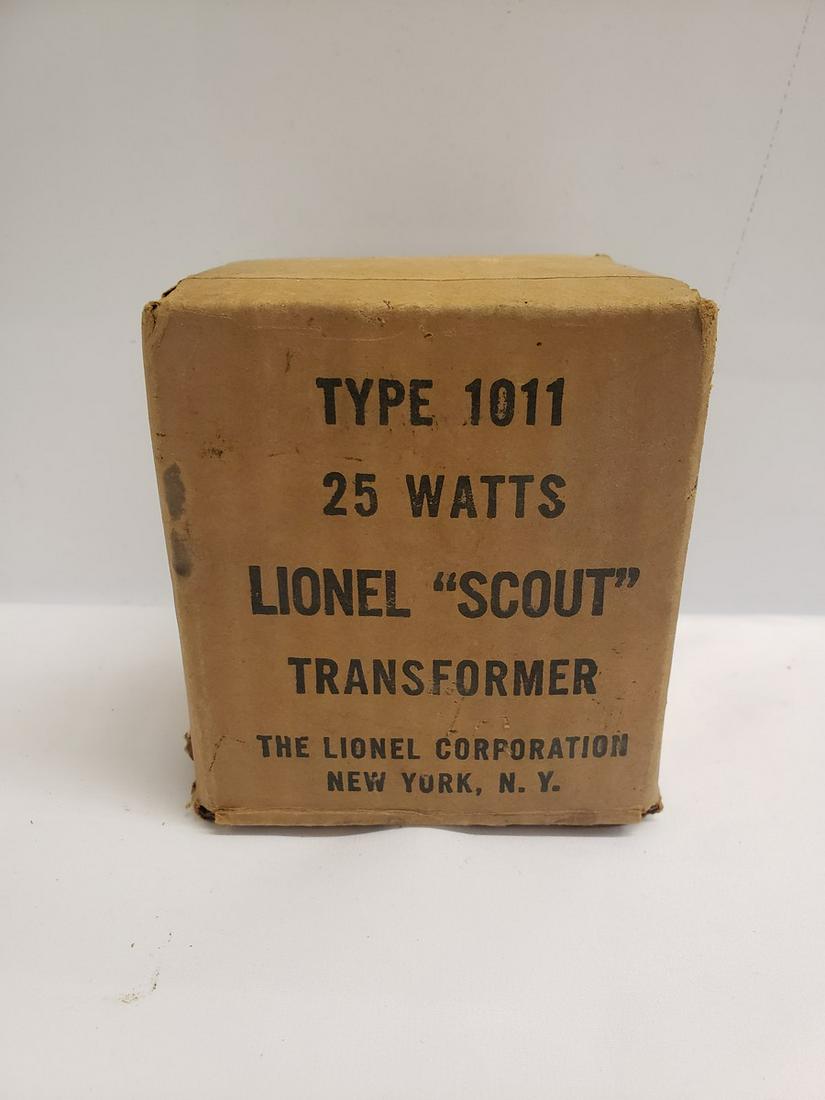 TYPE 1011
25 WATTS
LIONEL “SCOUT”
TRANSFORMER
THE LIONEL CORPORATION
NEW YORK, N. Y.